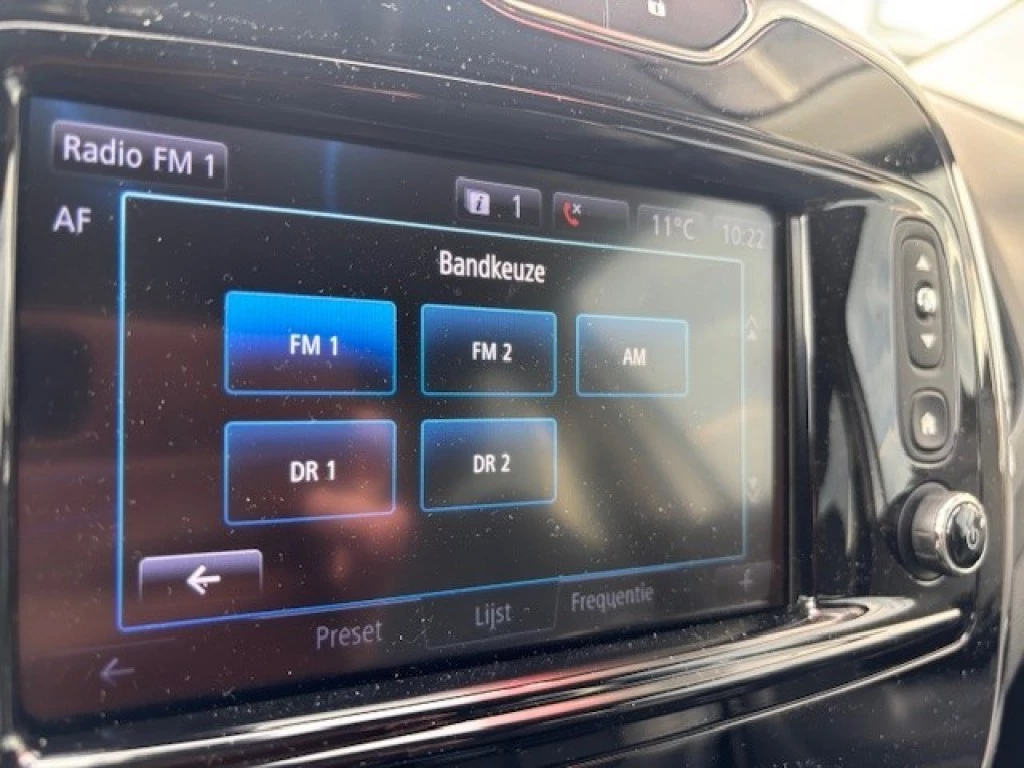 Radio FM 1
i 1
11°C
10:22
AF
Bandkeuze
FM 1
FM 2
AM
DR 1
DR 2
Preset
Lijst
Frequentie